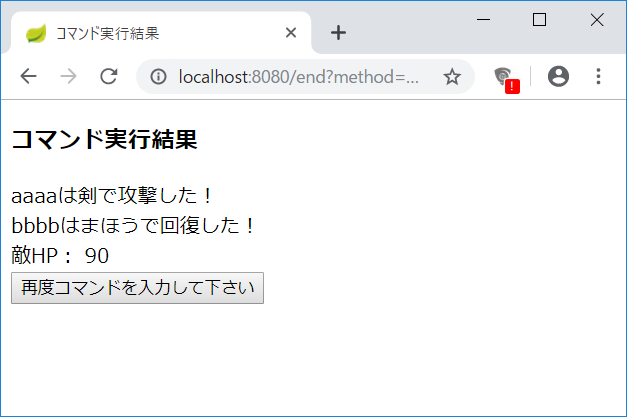 コマンド実行結果
localhost:8080/end?method=...
コマンド実行結果
aaaaは剣で攻撃した！
bbbbはまほうで回復した！
敵HP： 90
再度コマンドを入力して下さい